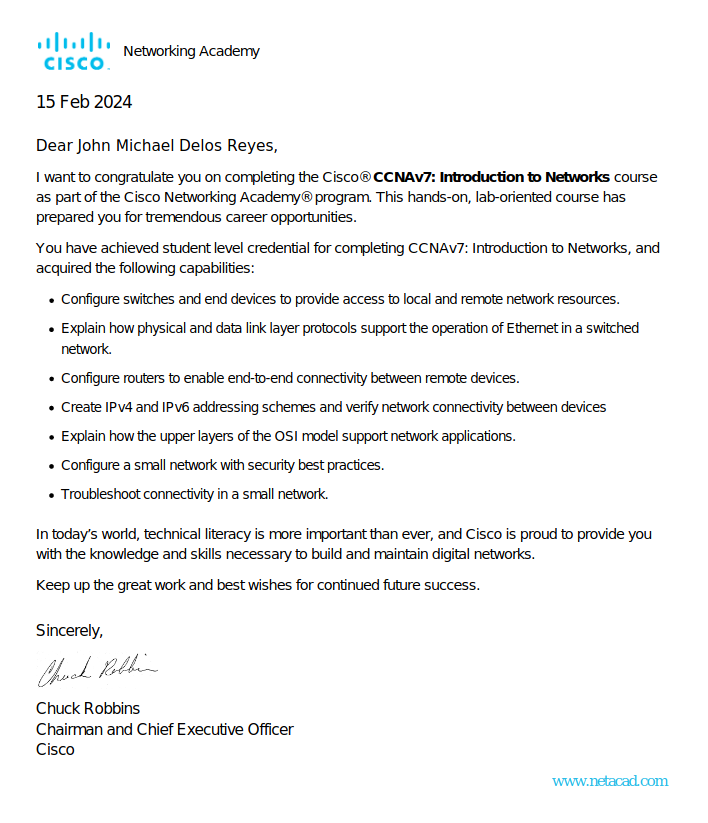 CISCO
Networking Academy
15 Feb 2024
Dear John Michael Delos Reyes,
I want to congratulate you on completing the Cisco® CCNAv7: Introduction to Networks course
as part of the Cisco Networking Academy® program. This hands-on, lab-oriented course has
prepared you for tremendous career opportunities.
You have achieved student level credential for completing CCNAv7: Introduction to Networks, and
acquired the following capabilities:
• Configure switches and end devices to provide access to local and remote network resources.
• Explain how physical and data link layer protocols support the operation of Ethernet in a switched
network.
• Configure routers to enable end-to-end connectivity between remote devices.
• Create IPv4 and IPv6 addressing schemes and verify network connectivity between devices
• Explain how the upper layers of the OSI model support network applications.
• Configure a small network with security best practices.
• Troubleshoot connectivity in a small network.
In today’s world, technical literacy is more important than ever, and Cisco is proud to provide you
with the knowledge and skills necessary to build and maintain digital networks.
Keep up the great work and best wishes for continued future success.
Sincerely,
Chuck Robbins
Chuck Robbins
Chairman and Chief Executive Officer
Cisco
www.netacad.com